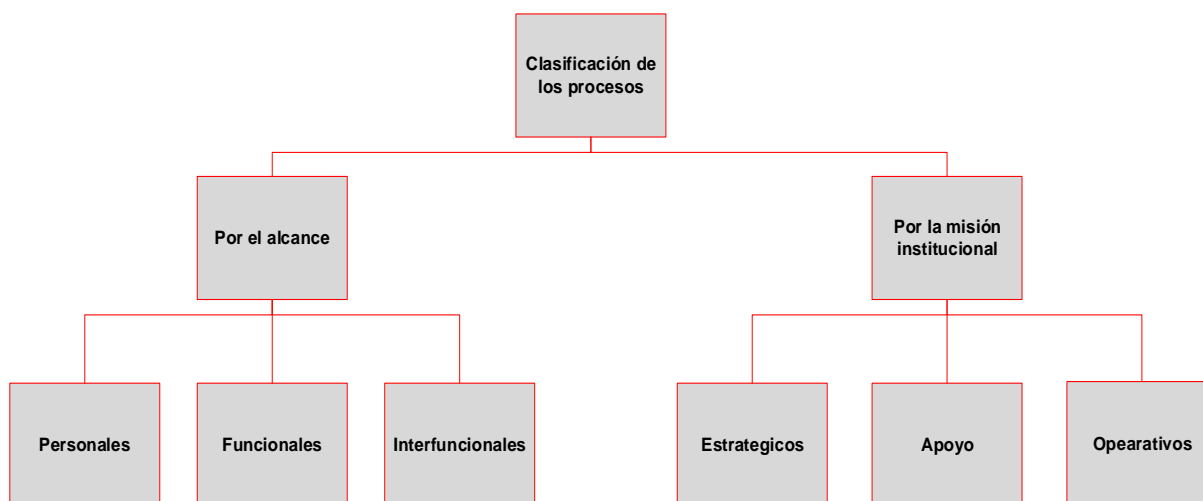 Clasificación de
los procesos
Por el alcance
Por la misión
institucional
Personales
Funcionales
Interfuncionales
Estrategicos
Apoyo
Opearativos